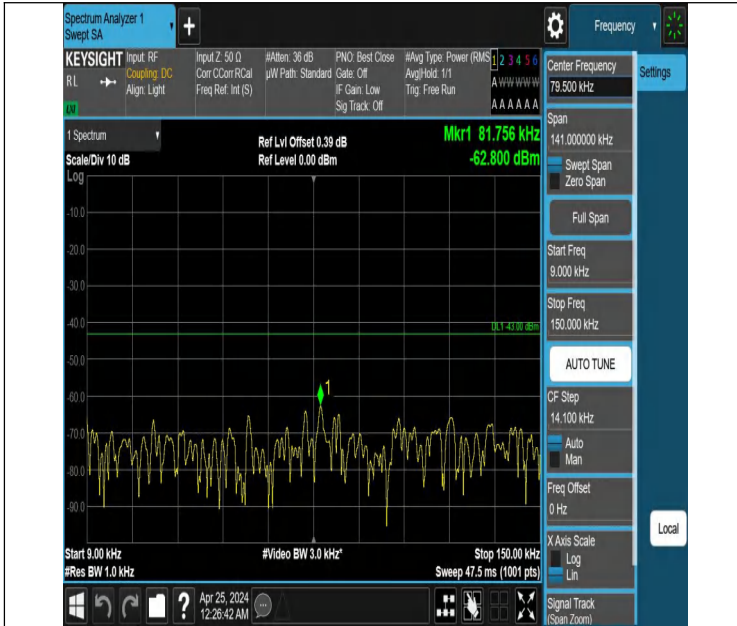 Spectrum Analyzer 1
Swept SA
+
Frequency
KEYSIGHT
RL
Input: RF
Coupling: DC
Align: Light
Input Z: 50 Ω
Corr CCorr RCal
Freq Ref: Int (S)
#Atten: 36 dB
µW Path: Standard
PNO: Best Close
Gate: Off
IF Gain: Low
Sig Track: Off
#Avg Type: Power (RMS
Avg|Hold: 1/1
Trig: Free Run
1 2 3 4 5 6
A W W W W W
A A A A A A
1 Spectrum
Scale/Div 10 dB
Log
Ref Lvl Offset 0.39 dB
Ref Level 0.00 dBm
Mkr1 81.756 kHz
-62.800 dBm
-10.0
-20.0
-30.0
-40.0
-50.0
-60.0
-70.0
-80.0
-90.0
DL1 -43.00 dBm
1
Start 9.00 kHz
#Res BW 1.0 kHz
#Video BW 3.0 kHz*
Stop 150.00 kHz
Sweep 47.5 ms (1001 pts)
Apr 25, 2024
12:26:42 AM
?
Center Frequency
79.500 kHz
Settings
Span
141.000000 kHz
Swept Span
Zero Span
Full Span
Start Freq
9.000 kHz
Stop Freq
150.000 kHz
AUTO TUNE
CF Step
14.100 kHz
Auto
Man
Freq Offset
0 Hz
X Axis Scale
Log
Lin
Local
Signal Track
(Span Zoom)